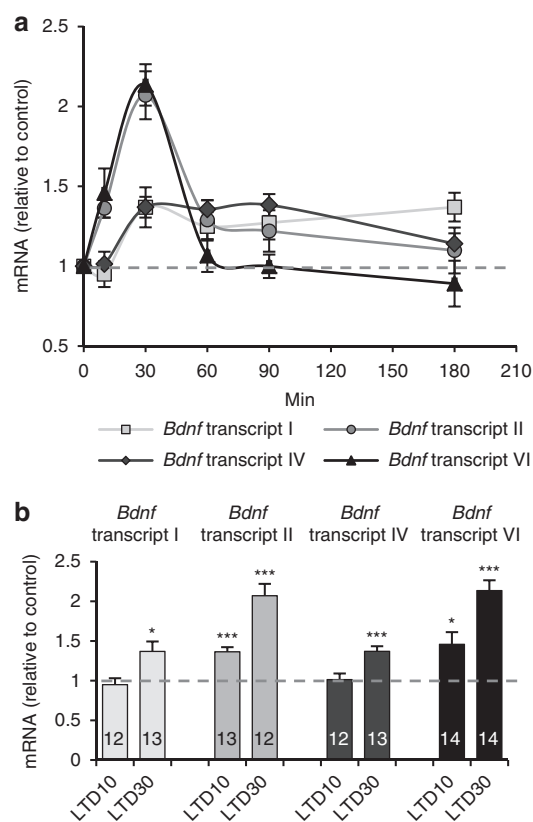 a
2.5
2
1.5
1
0.5
mRNA (relative to control)
0 30 60 90 120 150 180 210
Min
Bdnf transcript I Bdnf transcript II
Bdnf transcript IV Bdnf transcript VI
b
Bdnf Bdnf Bdnf Bdnf
transcript I transcript II transcript IV transcript VI
2.5
2
1.5
1
0.5
0
mRNA (relative to control)
* *** *** *** * ***
12 13 13 12 12 13 14 14
LTD10 LTD30 LTD10 LTD30 LTD10 LTD30 LTD10 LTD30